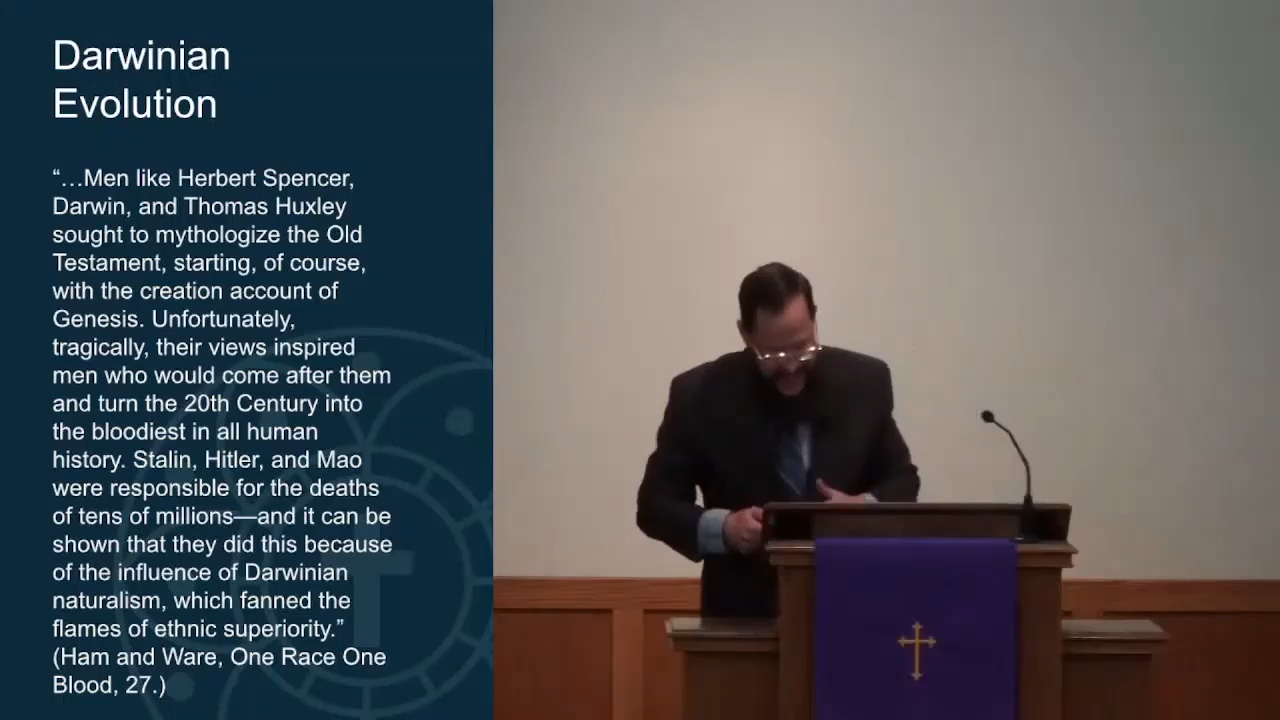 Darwinian
Evolution
“…Men like Herbert Spencer,
Darwin, and Thomas Huxley
sought to mythologize the Old
Testament, starting, of course,
with the creation account of
Genesis. Unfortunately,
tragically, their views inspired
men who would come after them
and turn the 20th Century into
the bloodiest in all human
history. Stalin, Hitler, and Mao
were responsible for the deaths
of tens of millions—and it can be
shown that they did this because
of the influence of Darwinian
naturalism, which fanned the
flames of ethnic superiority.”
(Ham and Ware, One Race One
Blood, 27.)